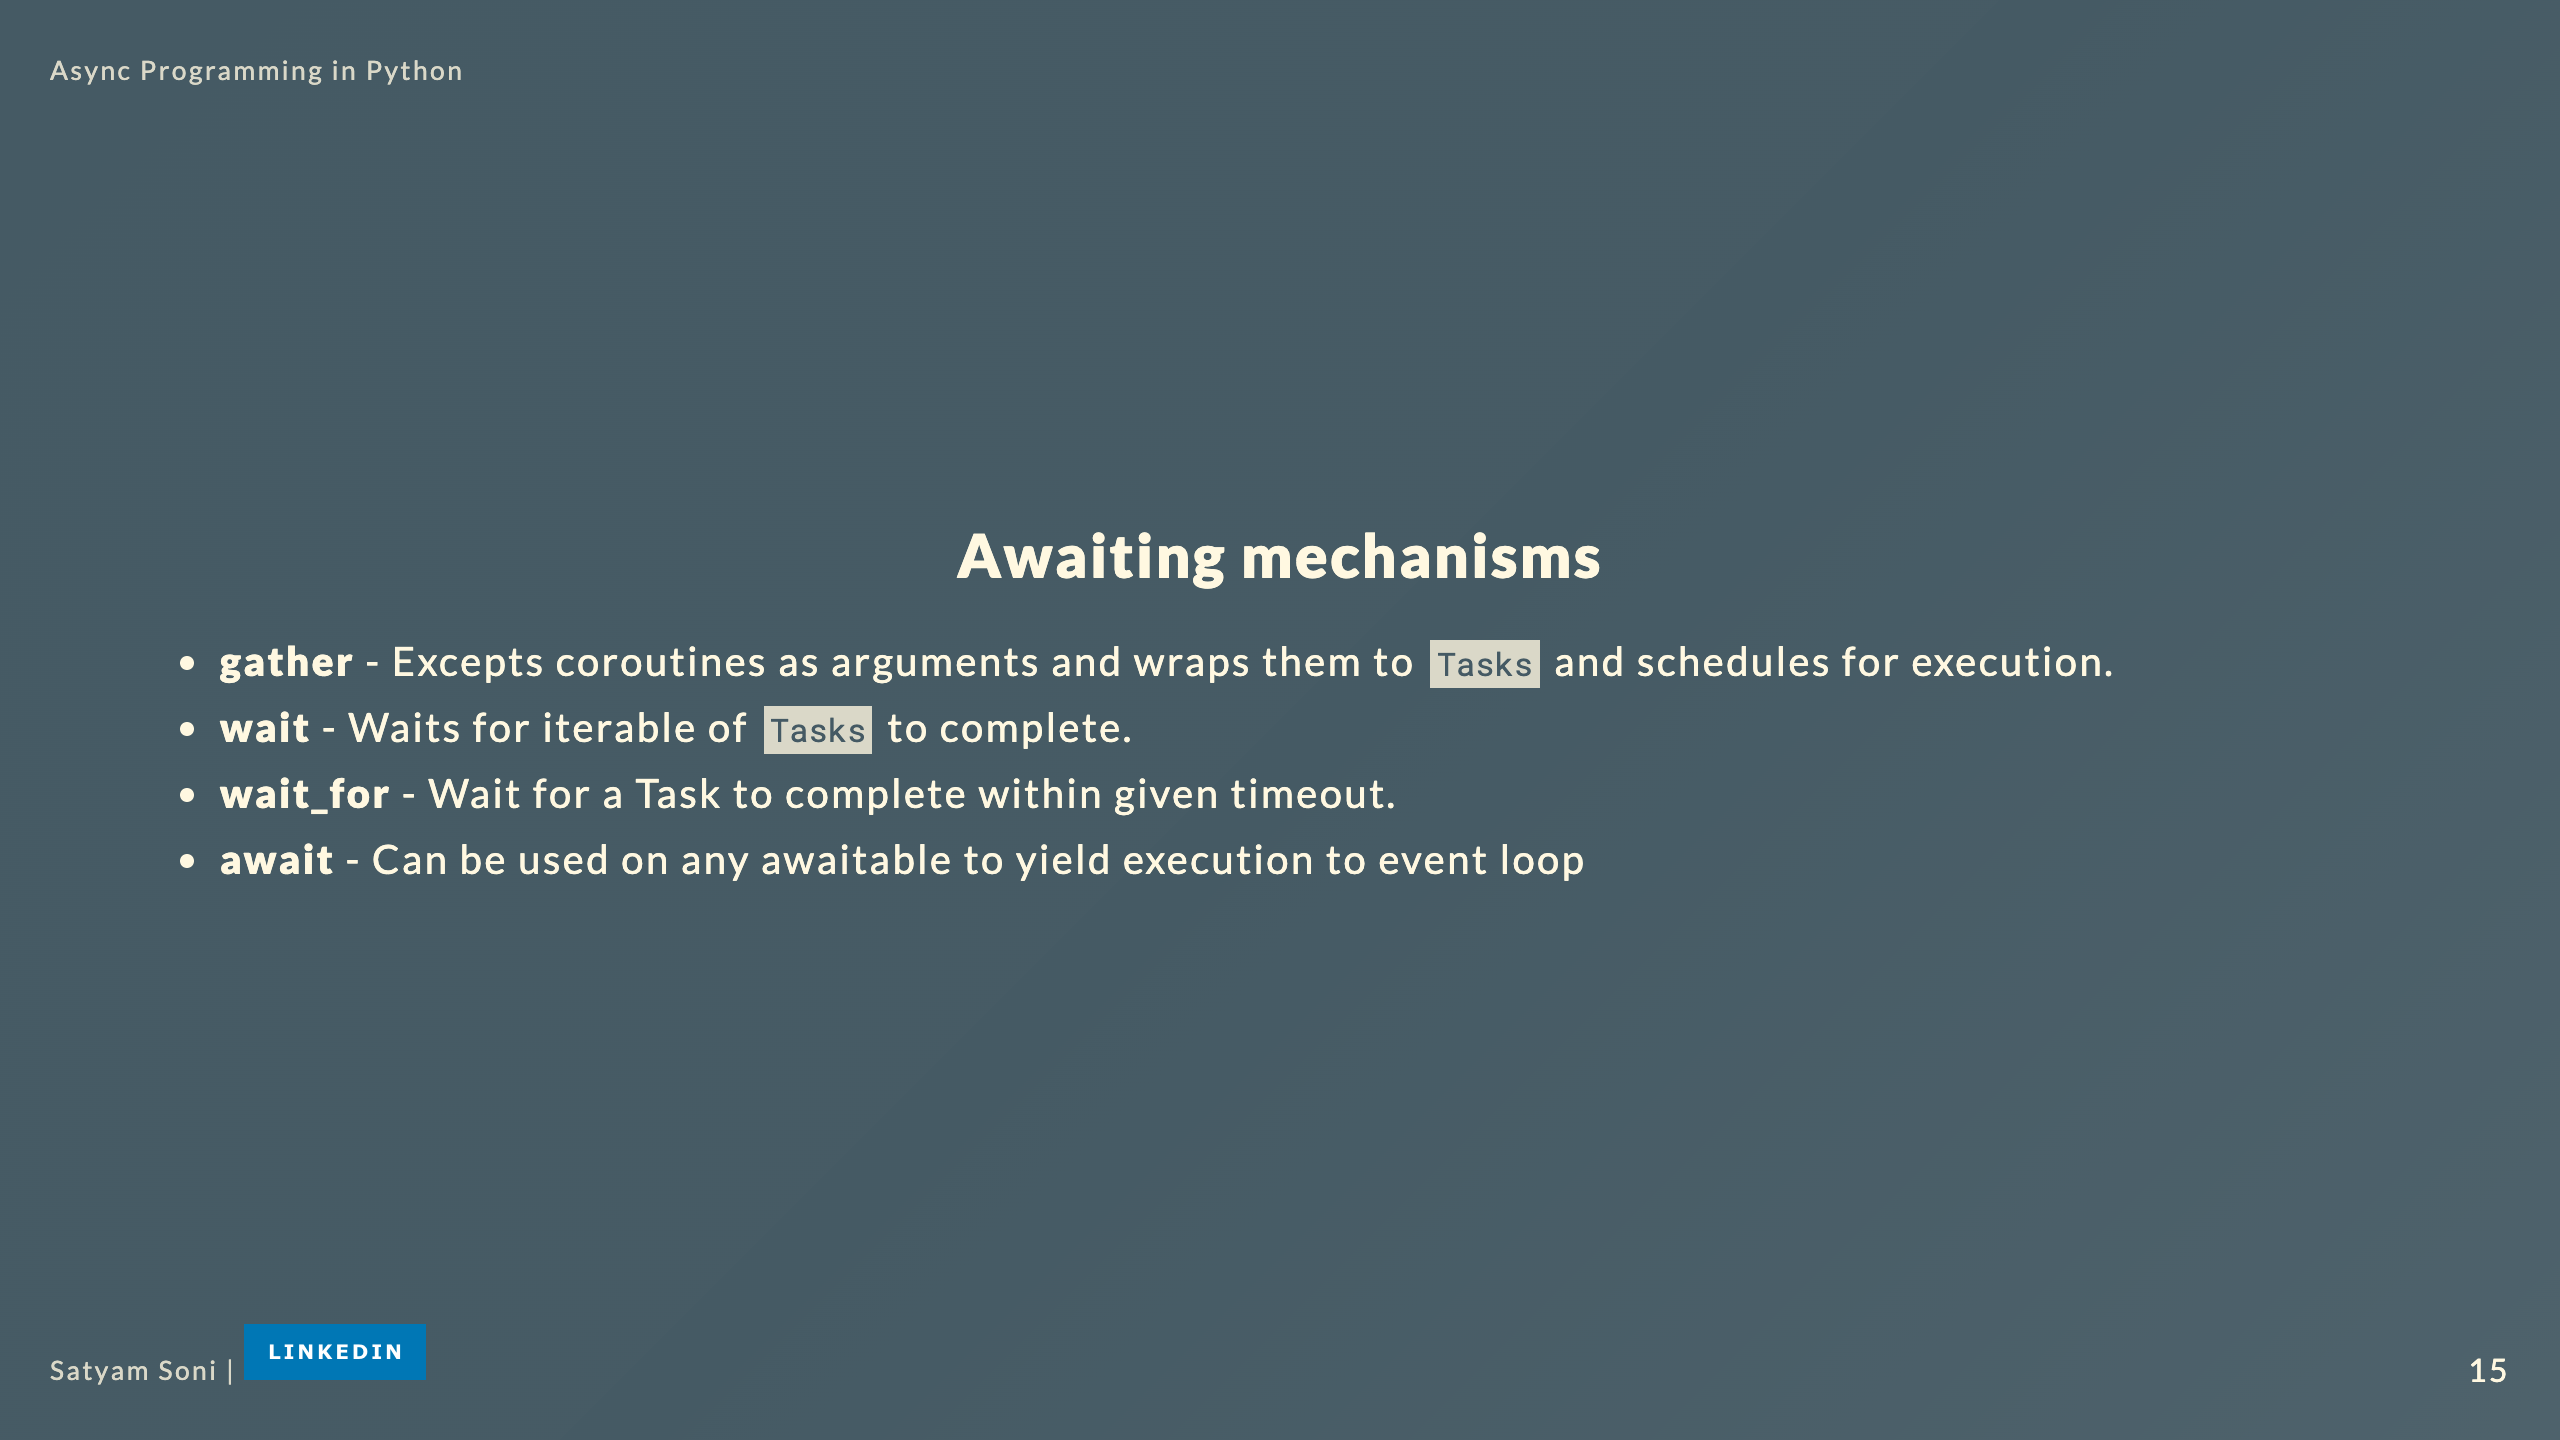 Async Programming in Python
Awaiting mechanisms
• gather - Excepts coroutines as arguments and wraps them to Tasks and schedules for execution.
• wait - Waits for iterable of Tasks to complete.
• wait_for - Wait for a Task to complete within given timeout.
• await - Can be used on any awaitable to yield execution to event loop
Satyam Soni | LINKEDIN
15